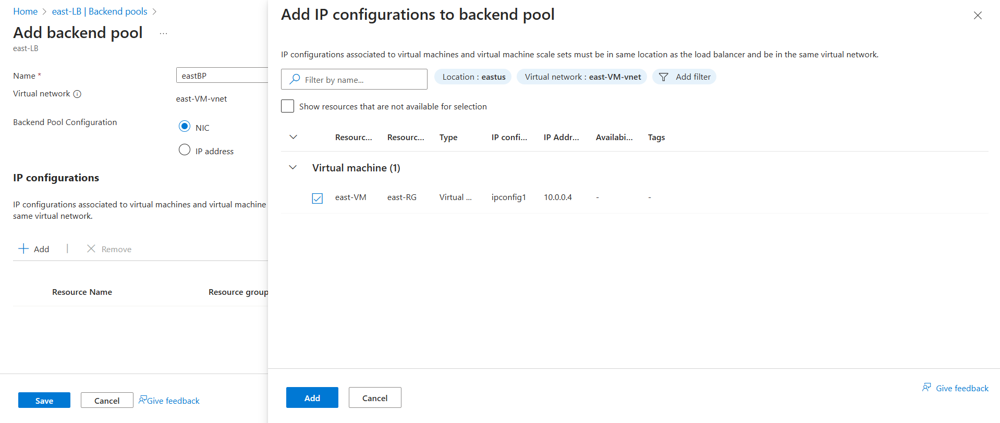 Home > east-LB | Backend pools >
Add backend pool ...
east-LB
Name *
eastBP
Virtual network
east-VM-vnet
Backend Pool Configuration
NIC
IP address
IP configurations
IP configurations associated to virtual machines and virtual machine
same virtual network.
Add | Remove
Resource Name Resource group
Save Cancel Give feedback
Add IP configurations to backend pool
IP configurations associated to virtual machines and virtual machine scale sets must be in same location as the load balancer and be in the same virtual network.
Filter by name... Location : eastus Virtual network : east-VM-vnet Add filter
Show resources that are not available for selection
Resourc... Resourc... Type IP confi... IP Addr... Availabi... Tags
Virtual machine (1)
east-VM east-RG Virtual ... ipconfig1 10.0.0.4 - -
Add Cancel
Give feedback